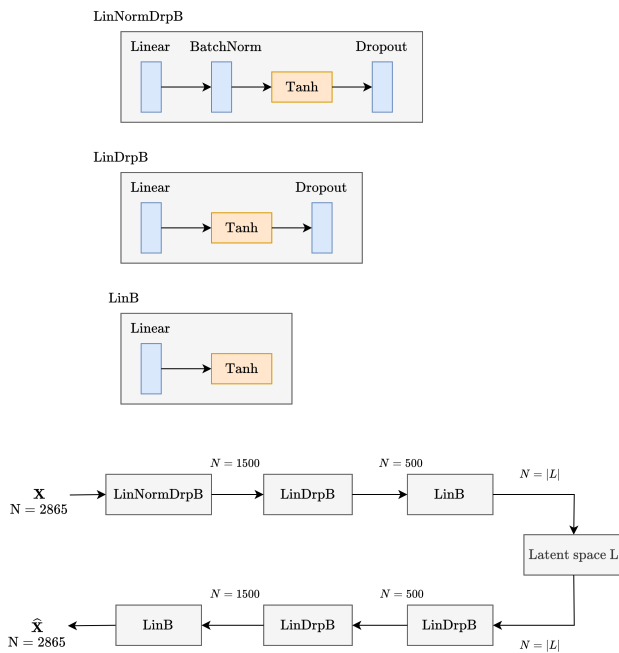 LinNormDrpB
Linear
BatchNorm
Dropout
Tanh
LinDrpB
Linear
Dropout
Tanh
LinB
Linear
Tanh
N = 1500
N = 500
N = |L|
X
N = 2865
LinNormDrpB
LinDrpB
LinB
Latent space L
N = 1500
N = 500
X̂
N = 2865
LinB
LinDrpB
LinDrpB
N = |L|